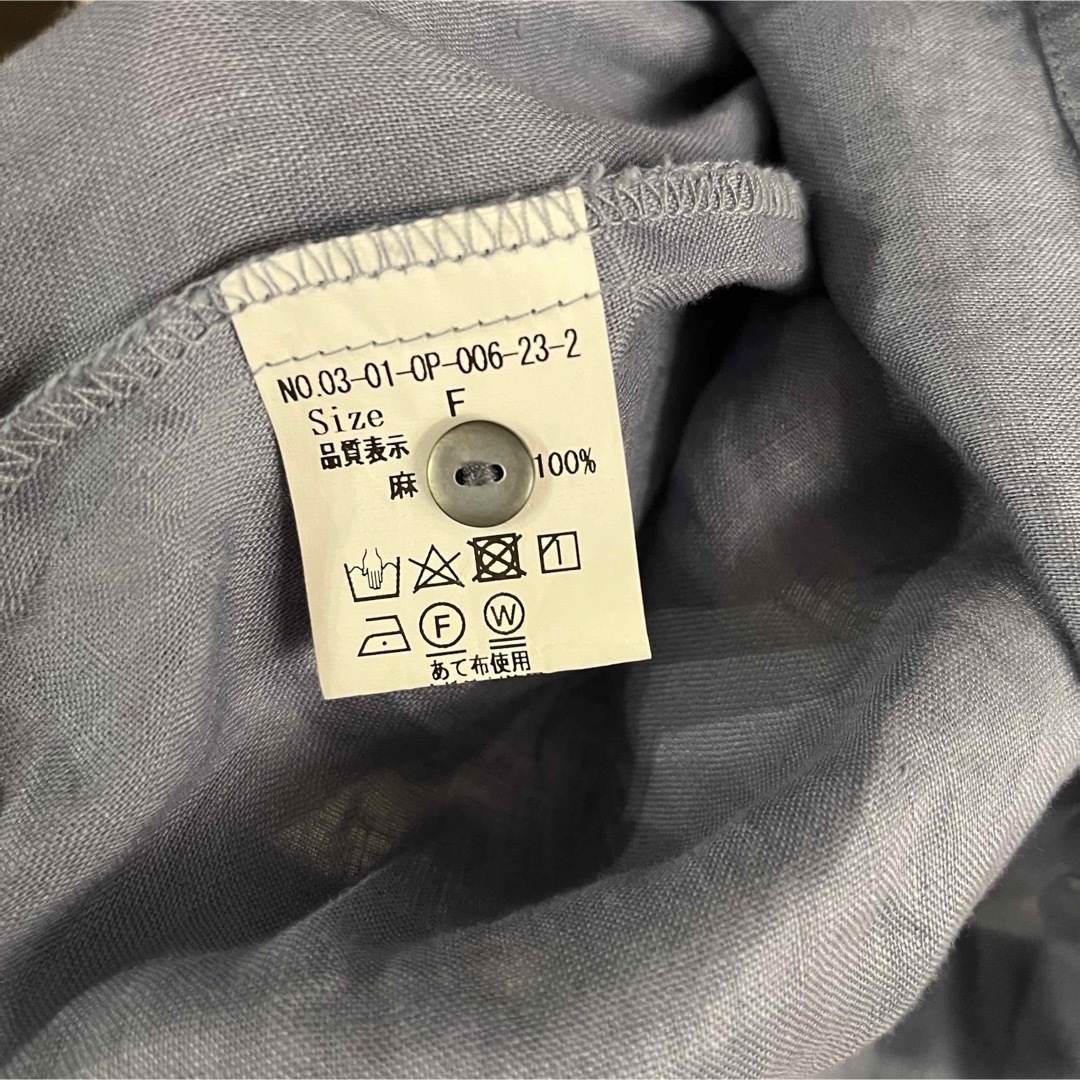 NO.03-01-OP-006-23-2
Size F
品質表示
麻 100%
F W
あて布使用